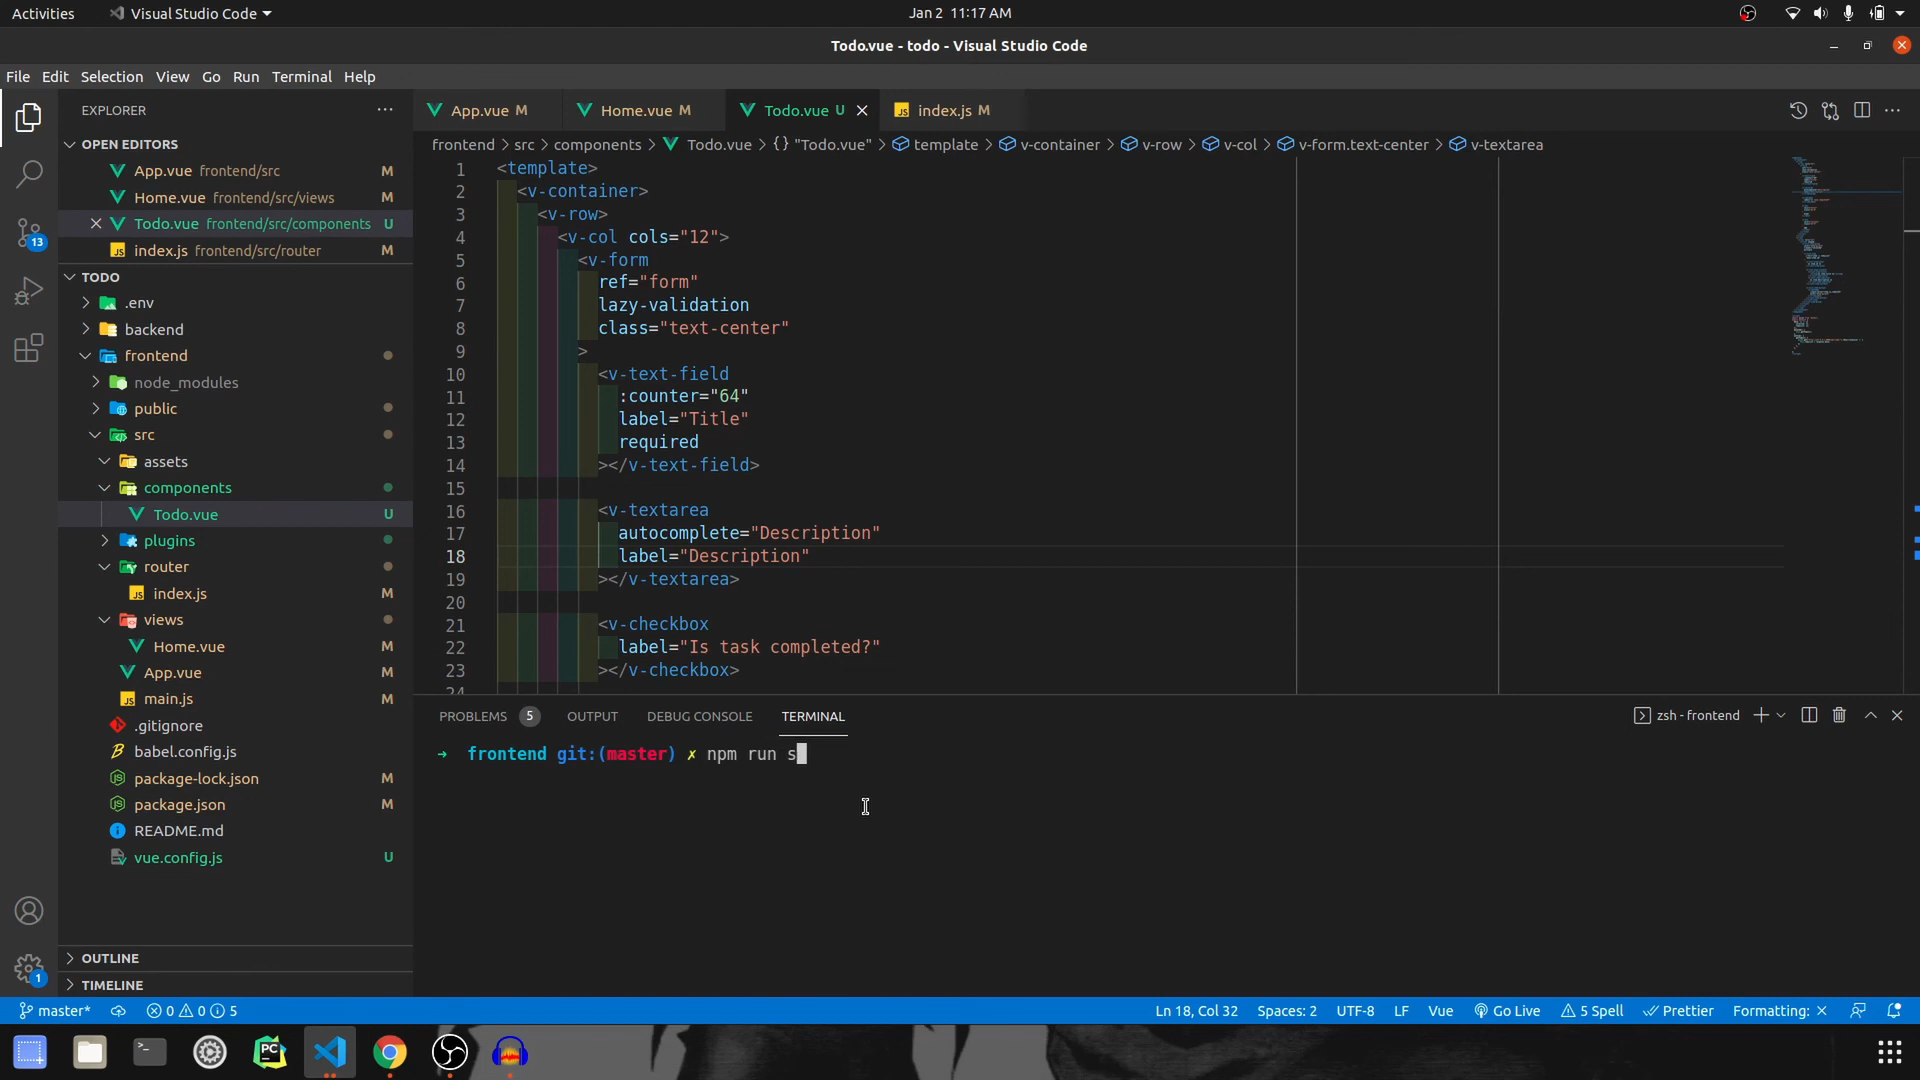 Activities
Visual Studio Code
Jan 2 11:17 AM
Todo.vue - todo - Visual Studio Code
File Edit Selection View Go Run Terminal Help
EXPLORER
OPEN EDITORS
App.vue frontend/src M
Home.vue frontend/src/views M
Todo.vue frontend/src/components U
index.js frontend/src/router M
TODO
.env
backend
frontend
node_modules
public
src
assets
components
Todo.vue U
plugins
router
index.js M
views
Home.vue M
App.vue M
main.js M
.gitignore
babel.config.js
package-lock.json M
package.json M
README.md
vue.config.js U
OUTLINE
TIMELINE
13
1
App.vue M Home.vue M Todo.vue U index.js M
frontend > src > components > Todo.vue > {} "Todo.vue" > template > v-container > v-row > v-col > v-form.text-center > v-textarea
1 <template>
2 <v-container>
3 <v-row>
4 <v-col cols="12">
5 <v-form
6 ref="form"
7 lazy-validation
8 class="text-center"
9 >
10 <v-text-field
11 :counter="64"
12 label="Title"
13 required
14 ></v-text-field>
15
16 <v-textarea
17 autocomplete="Description"
18 label="Description"
19 ></v-textarea>
20
21 <v-checkbox
22 label="Is task completed?"
23 ></v-checkbox>
24
PROBLEMS 5 OUTPUT DEBUG CONSOLE TERMINAL
zsh - frontend
➜ frontend git:(master) ✗ npm run s
master* 0 0 5
Ln 18, Col 32 Spaces: 2 UTF-8 LF Vue Go Live 5 Spell Prettier Formatting: ×
PC